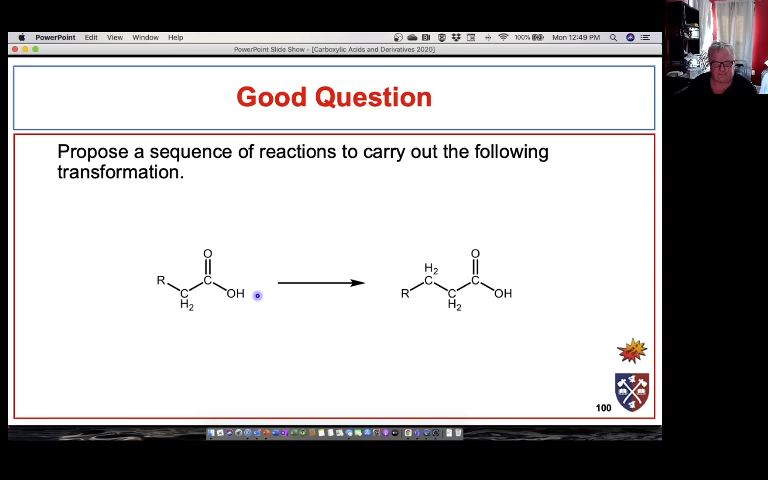 PowerPoint Edit View Window Help
100% Mon 12:49 PM
PowerPoint Slide Show - [Carboxylic Acids and Derivatives 2020]
Good Question
Propose a sequence of reactions to carry out the following
transformation.
O
R C
C OH
H2
H2 O
C C
R C OH
H2
100